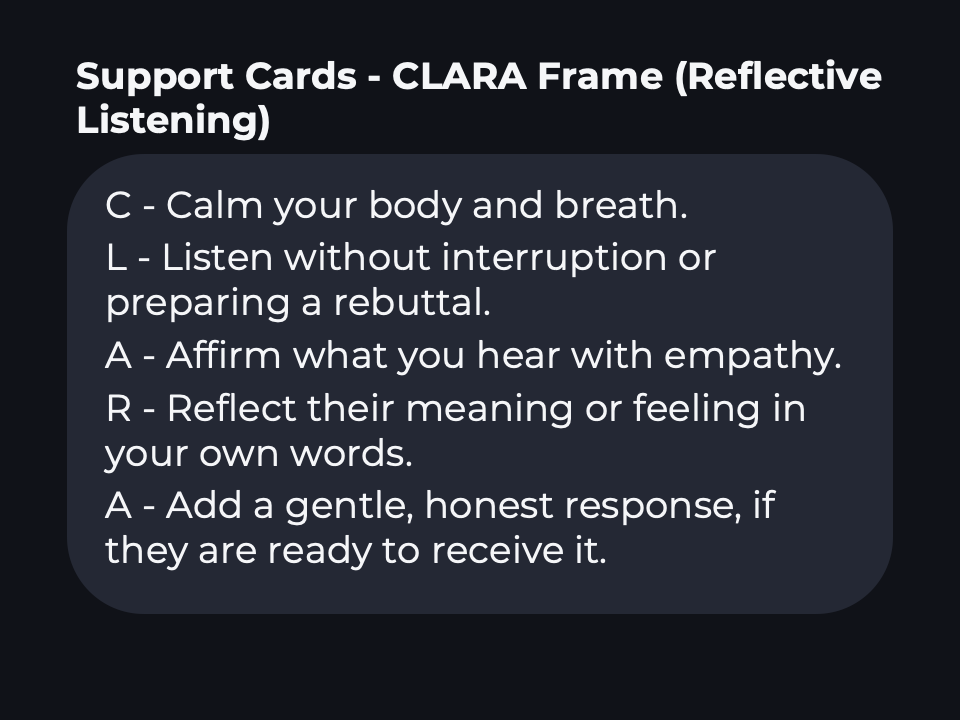 Support Cards - CLARA Frame (Reflective
Listening)
C - Calm your body and breath.
L - Listen without interruption or
preparing a rebuttal.
A - Affirm what you hear with empathy.
R - Reflect their meaning or feeling in
your own words.
A - Add a gentle, honest response, if
they are ready to receive it.